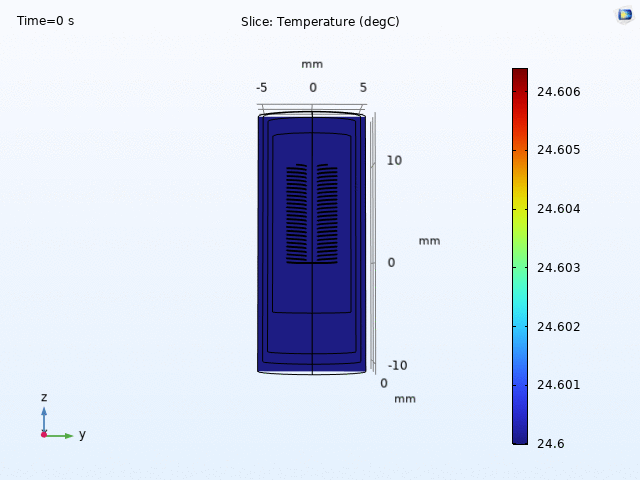 Time=0 s
Slice: Temperature (degC)
mm
-5 0 5
24.606
24.605
10
24.604
mm
0
24.603
24.602
-10
0
24.601
mm
z
y
24.6